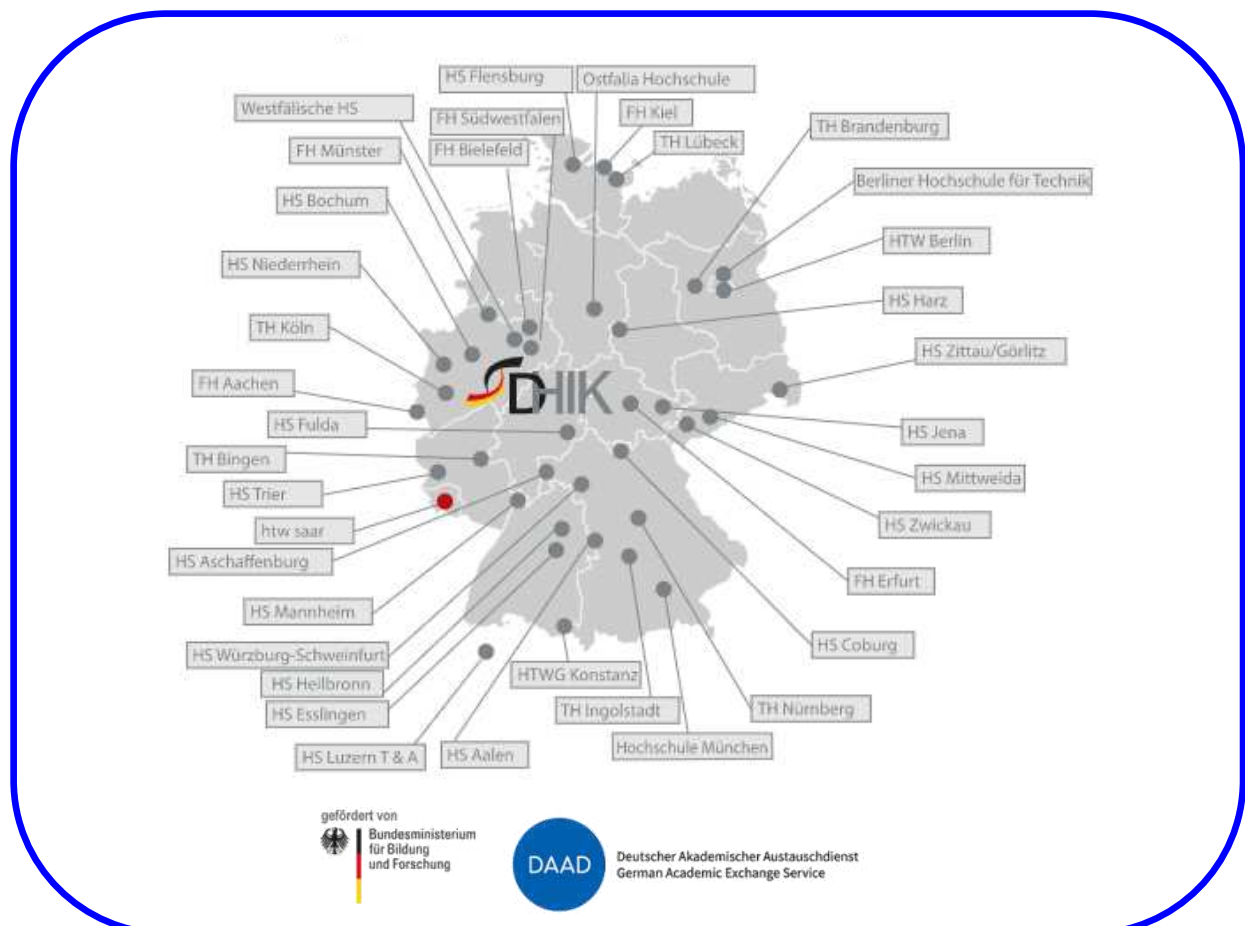 HS Flensburg
Ostfalia Hochschule
Westfälische HS
FH Südwestfalen
FH Kiel
TH Brandenburg
FH Münster
FH Bielefeld
TH Lübeck
Berliner Hochschule für Technik
HS Bochum
HTW Berlin
HS Niederrhein
HS Harz
TH Köln
HS Zittau/Görlitz
FH Aachen
DHIK
HS Fulda
HS Jena
TH Bingen
HS Mittweida
HS Trier
HS Zwickau
htw saar
HS Aschaffenburg
FH Erfurt
HS Mannheim
HS Coburg
HS Würzburg-Schweinfurt
HTWG Konstanz
HS Heilbronn
HS Esslingen
TH Ingolstadt
TH Nürnberg
Hochschule München
HS Luzern T & A
HS Aalen
gefördert von
Bundesministerium
für Bildung
und Forschung
DAAD
Deutscher Akademischer Austauschdienst
German Academic Exchange Service